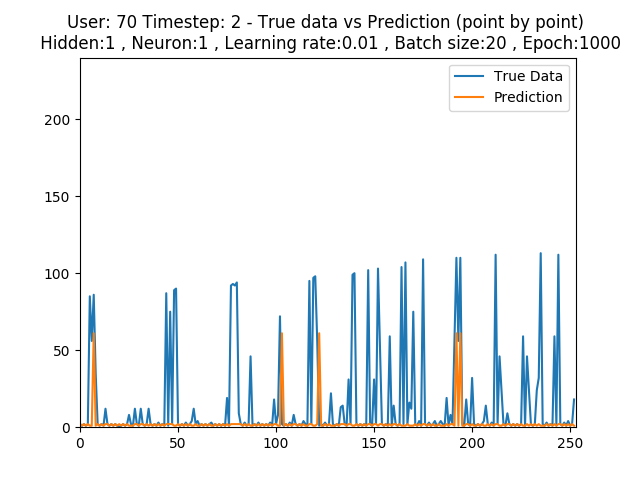 User: 70 Timestep: 2 - True data vs Prediction (point by point)
Hidden:1 , Neuron:1 , Learning rate:0.01 , Batch size:20 , Epoch:1000
True Data
Prediction
200
150
100
50
0
0 50 100 150 200 250